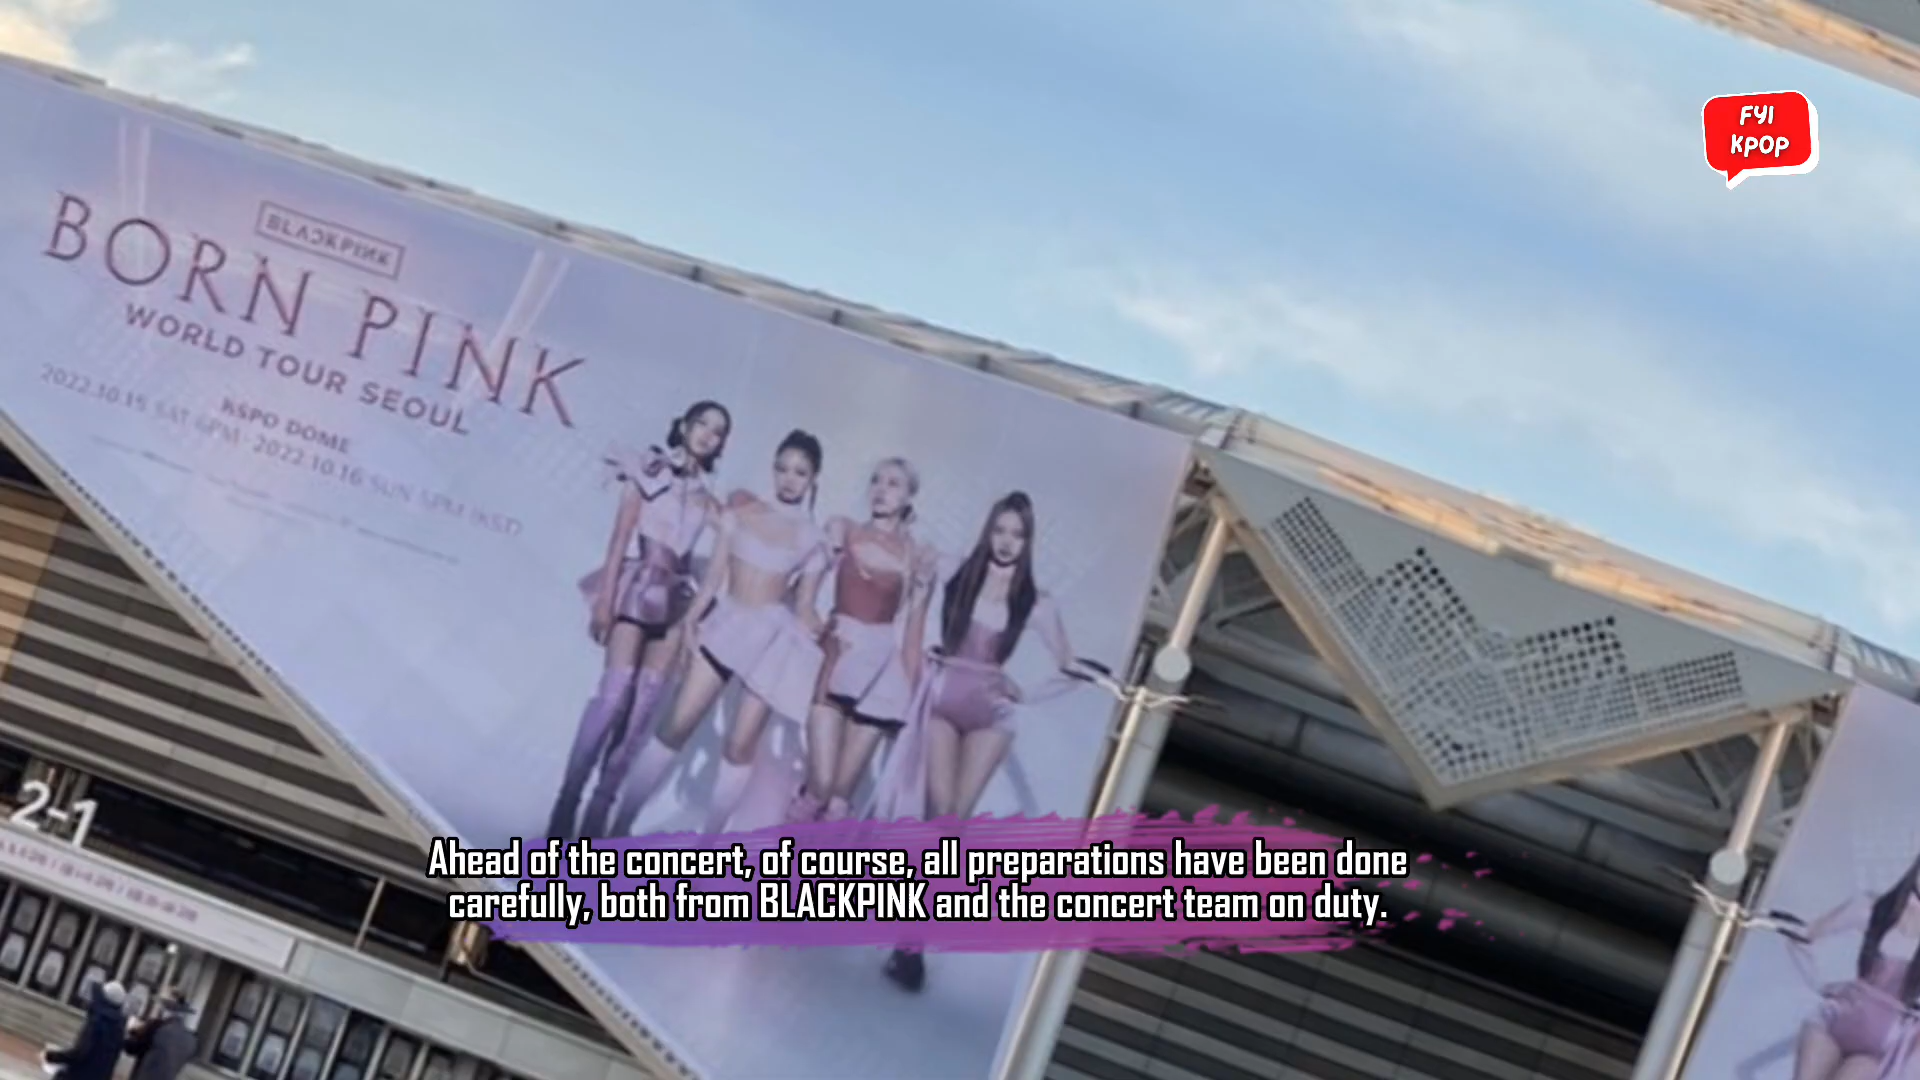 FYI
KPOP
BLACKPINK
BORN PINK
WORLD TOUR SEOUL
KSPO DOME
2022.10.15 SAT 6PM - 2022.10.16 SUN 5PM (KST)
2-1
Ahead of the concert, of course, all preparations have been done
carefully, both from BLACKPINK and the concert team on duty.